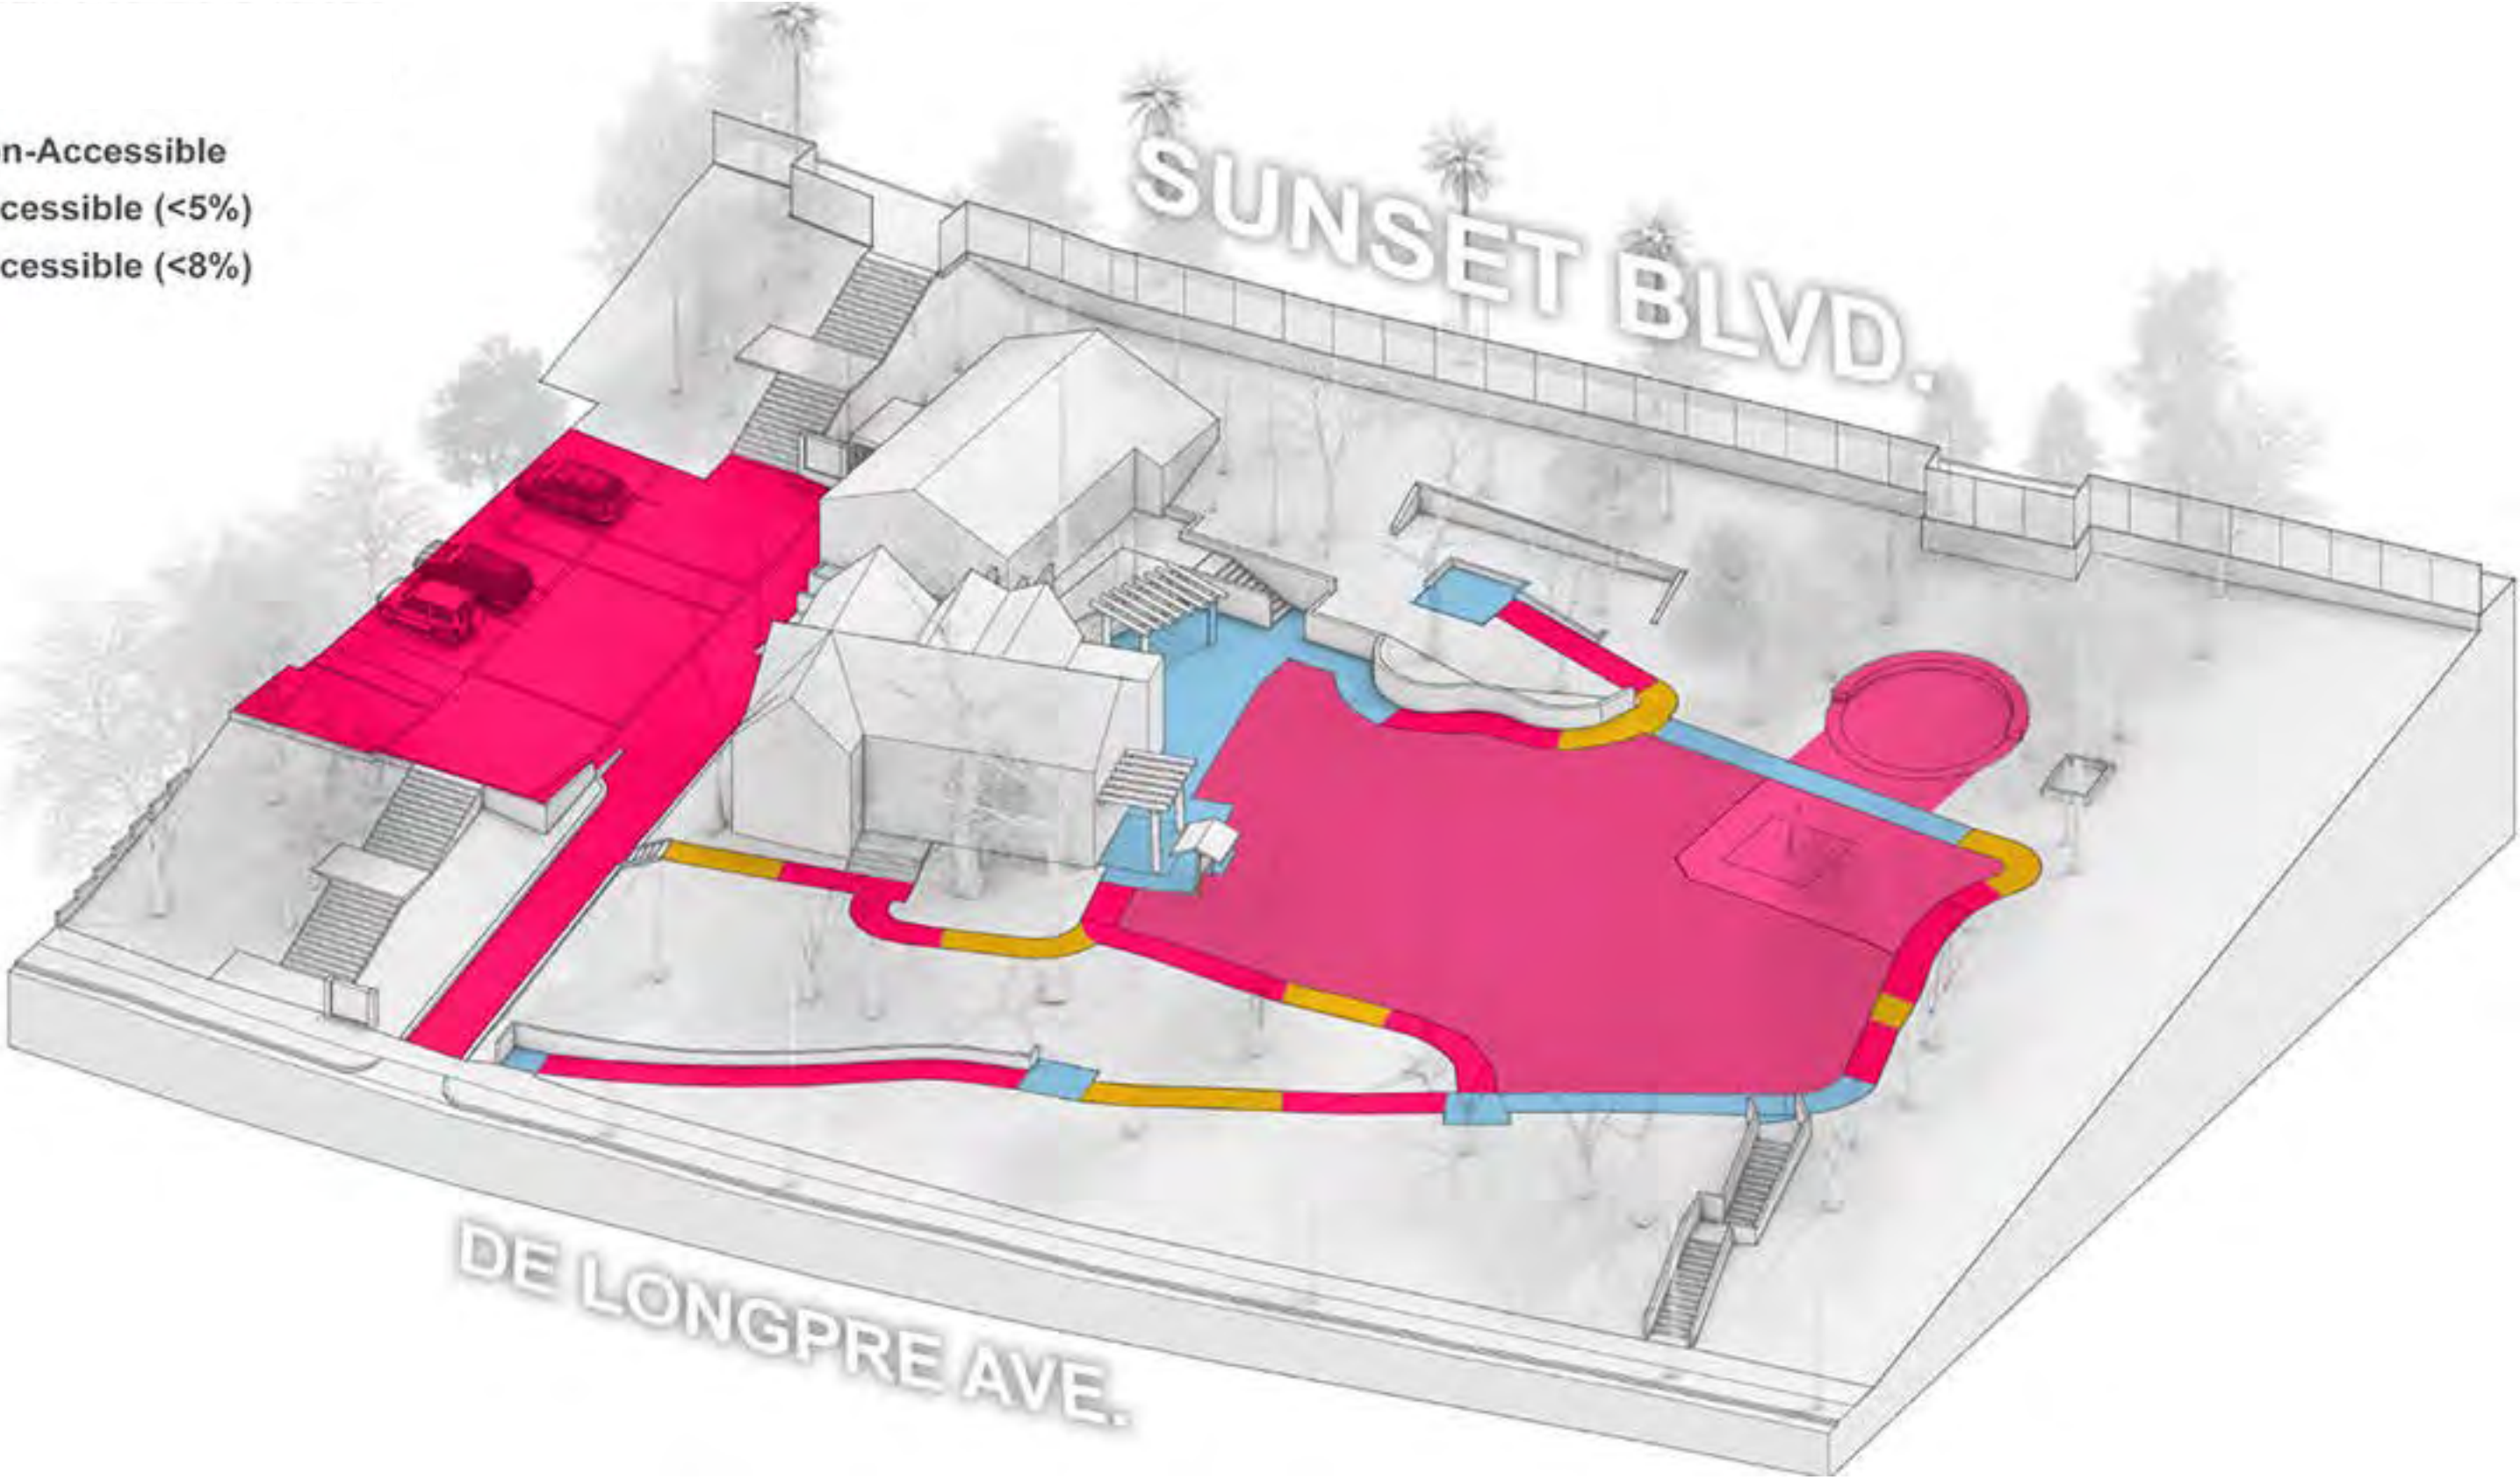 n-Accessible
cessible (<5%)
cessible (<8%)
SUNSET BLVD.
DE LONGPRE AVE.